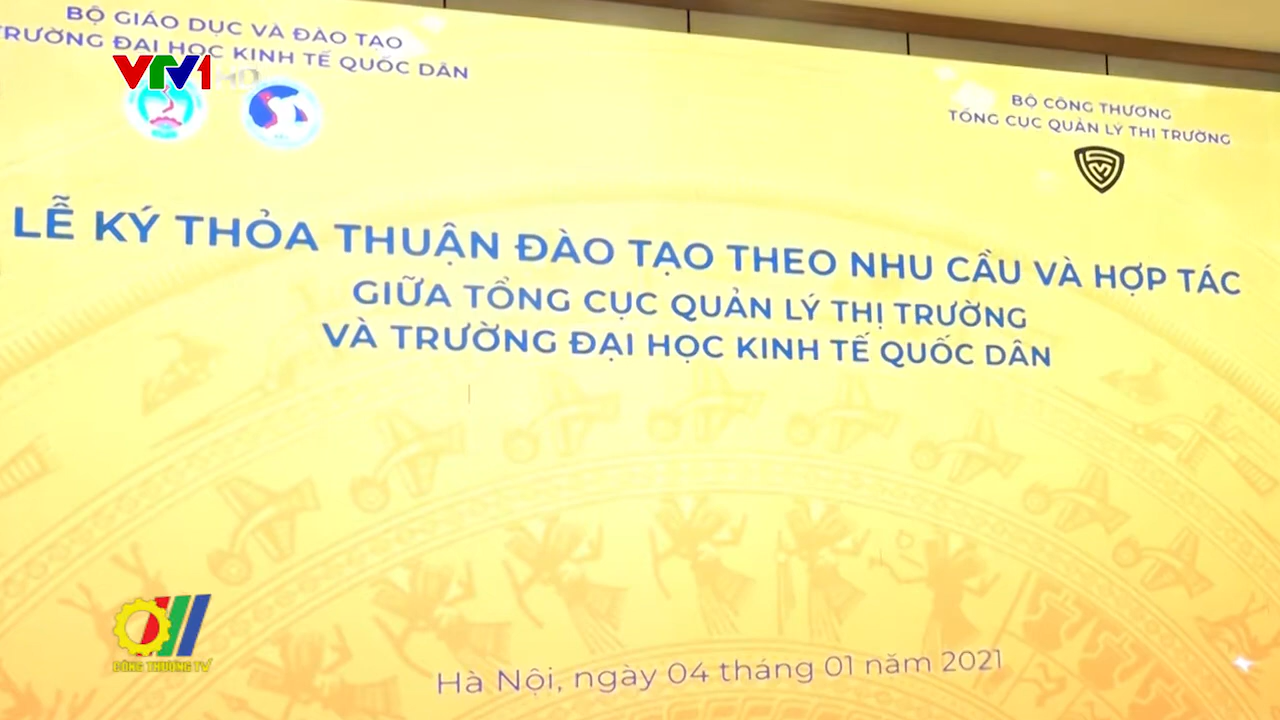 BỘ GIÁO DỤC VÀ ĐÀO TẠO
TRƯỜNG ĐẠI HỌC KINH TẾ QUỐC DÂN
VTV1
BỘ CÔNG THƯƠNG
TỔNG CỤC QUẢN LÝ THỊ TRƯỜNG
LỄ KÝ THỎA THUẬN ĐÀO TẠO THEO NHU CẦU VÀ HỢP TÁC
GIỮA TỔNG CỤC QUẢN LÝ THỊ TRƯỜNG
VÀ TRƯỜNG ĐẠI HỌC KINH TẾ QUỐC DÂN
CÔNG THƯƠNG TV
Hà Nội, ngày 04 tháng 01 năm 2021